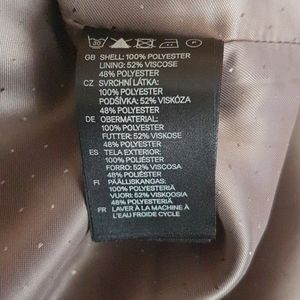 30 P
GB SHELL: 100% POLYESTER
LINING: 52% VISCOSE
48% POLYESTER
CZ SVRCHNÍ LÁTKA:
100% POLYESTER
PODŠÍVKA: 52% VISKÓZA
48% POLYESTER
DE OBERMATERIAL:
100% POLYESTER
FUTTER: 52% VISKOSE
48% POLYESTER
ES TELA EXTERIOR:
100% POLIÉSTER
FORRO: 52% VISCOSA
48% POLIÉSTER
FI PÄÄLLISKANGAS:
100% POLYESTERIÄ
VUORI: 52% VISKOOSIA
48% POLYESTERIÄ
FR LAVER À LA MACHINE À
L'EAU FROIDE CYCLE